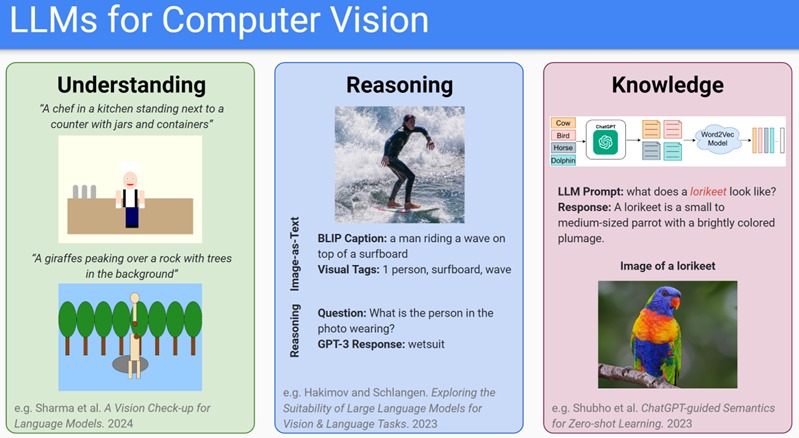 LLMs for Computer Vision
Understanding
“A chef in a kitchen standing next to a
counter with jars and containers”
“A giraffes peaking over a rock with trees
in the background”
e.g. Sharma et al. A Vision Check-up for
Language Models. 2024
Reasoning
Image-as-Text
BLIP Caption: a man riding a wave on
top of a surfboard
Visual Tags: 1 person, surfboard, wave
Reasoning
Question: What is the person in the
photo wearing?
GPT-3 Response: wetsuit
e.g. Hakimov and Schlangen. Exploring the
Suitability of Large Language Models for
Vision & Language Tasks. 2023
Knowledge
Cow
Bird
Horse
Dolphin
ChatGPT
Word2Vec
Model
LLM Prompt: what does a lorikeet look like?
Response: A lorikeet is a small to
medium-sized parrot with a brightly colored
plumage.
Image of a lorikeet
e.g. Shubho et al. ChatGPT-guided Semantics
for Zero-shot Learning. 2023